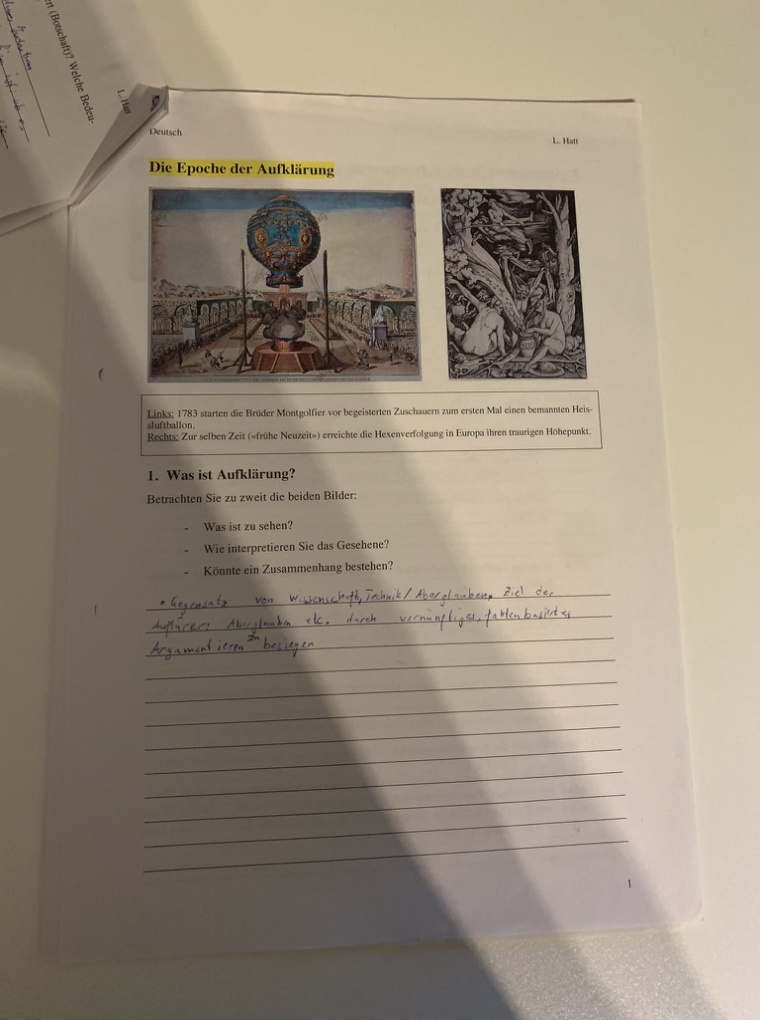 ert (Botschaft)? Welche Bedeu-
L. Hatt
Deutsch
L. Hatt
Die Epoche der Aufklärung
Links: 1783 starten die Brüder Montgolfier vor begeisterten Zuschauern zum ersten Mal einen bemannten Heis-
sluftballon.
Rechts: Zur selben Zeit («frühe Neuzeit») erreichte die Hexenverfolgung in Europa ihren traurigen Höhepunkt.
1. Was ist Aufklärung?
Betrachten Sie zu zweit die beiden Bilder:
- Was ist zu sehen?
- Wie interpretieren Sie das Gesehene?
- Könnte ein Zusammenhang bestehen?
• Gegensatz von Wissenschaft, Technik / Aberglauben, Ziel der
Aufklärer: Aberglauben etc. durch vernünftiges, faktenbasiertes
Argumentieren zu besiegen
1